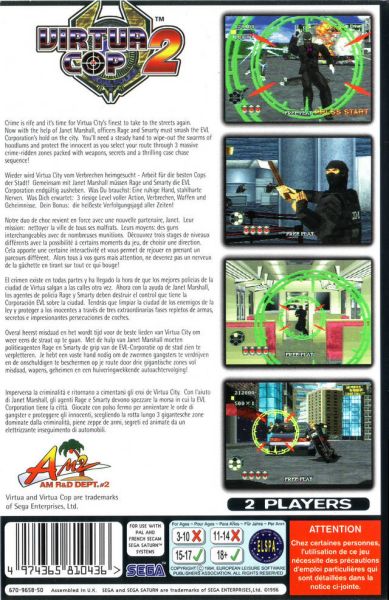 VIRTUA
COP 2
TM
Crime is rife and it's time for Virtua City's Finest to take to the streets again.
Now with the help of Janet Marshall, officers Rage and Smarty must smash the EVL
Corporation's hold on the city. You'll need a steady hand to wipe-out the swarms of
hoodlums and protect the innocent as you select your route through 3 massive
crime-ridden zones packed with weapons, secrets and a thrilling case chase
sequence!
Wieder wird Virtua City vom Verbrechen heimgesucht - Arbeit für die besten Cops
der Stadt! Gemeinsam mit Janet Marshall müssen Rage and Smarty die EVL
Corporation endgültig ausheben. Was Du brauchst: Eine ruhige Hand, stahlharte
Nerven. Was Dich erwartet: 3 riesige Level voller Action, Verbrechen, Waffen und
Geheimnisse. Dein Bonus: die heißeste Verfolgungsjagd aller Zeiten!
Notre duo de choc revient en force avec une nouvelle partenaire, Janet. Leur
mission: nettoyer la ville de tous ses malfrats. Leurs moyens: des guns
interchangeables avec de nombreuses munitions. Découvrez trois stages de niveaux
différents avec la possibilité à certains moments du jeu, de choisir une direction.
Cela apporte une certaine interactivité et vous permet de rejouer en prenant un
parcours différent. Alors tous à vos guns mais attention, ne devenez pas un nerveux
de la gâchette en tirant sur tout ce qui bouge!
El crimen existe en todas partes y ha llegado la hora de que los mejores policías de la
ciudad de Virtua salgan a las calles otra vez. Ahora con la ayuda de Janet Marshall,
los agentes de policia Rage y Smarty deben destruir el control que tiene la
Corporación EVL sobre la ciudad. Tendrás que limpiar la ciudad de los enemigos de la
ley y proteger a los inocentes a través de tres extraordinarias fases repletas de armas,
secretos e impresionantes persecuciones de coches.
Overal heerst misdaad en het wordt tijd voor de beste lieden van Virtua City om
weer eens de straat op te gaan. Met de hulp van Janet Marshall moeten
politieagenten Rage en Smarty de grip van de EVL-Corporatie op de stad zien te
verpletteren. Je hebt een vaste hand nodig om de zwermen gangsters te verdrijven
en de onschuldigen te beschermen op je route door drie gigantische zones vol
misdaad, wapens, geheimen en een huiveringwekkende autoachtervolging!
Impervversa la criminalità e ritornano a cimentarsi gli eroi de Virtua City. Con l'aiuto
di Janet Marshall, gli agenti Rage e Smarty devono spezzare la morsa in cui la EVL
Corporation tiene la città. Giocate con polso fermo per annientare le orde di
gangster e proteggere gli innocenti, scegliendo la rotta lungo 3 gigantesche zone
dominate dalla criminalità, piene zeppe de armi, segreti ed animate da un
elettrizzante inseguimento di automobili.
AM2
AM R&D DEPT.#2
Virtua and Virtua Cop are trademarks
of Sega Enterprises, Ltd.
FREE PLAY
PRESS START
FREE PLAY
FREE PLAY
FREE PLAY
2 PLAYERS
4 974365 810436
FOR USE
WITH
PAL AND
FRENCH SECAM
SEGA SATURN™
SYSTEMS
SEGA
For Ages / Pour Ages / Para Años / Für Jahre / Per Anni
3-10
11-14
15-17
18+
ELSPA
COPYRIGHT © 1994, EUROPEAN LEISURE SOFTWARE
PUBLISHERS ASSOCIATION. ALL RIGHTS RESERVED.
ATTENTION
Chez certaines personnes,
l'utilisation de ce jeu
nécessite des précautions
d'emploi particulières qui
sont détaillées dans la
notice ci-jointe.
670-9658-50
Assembled in U.K.
SEGA and SEGA SATURN are trademarks of SEGA ENTERPRISES, LTD. ©1996